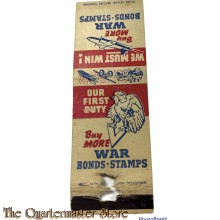 BONDS·STAMPS
WAR
MORE
Buy
WE MUST WIN!
OUR
FIRST
DUTY
Buy
MORE
WAR
BONDS·STAMPS
The Quartermaster Store